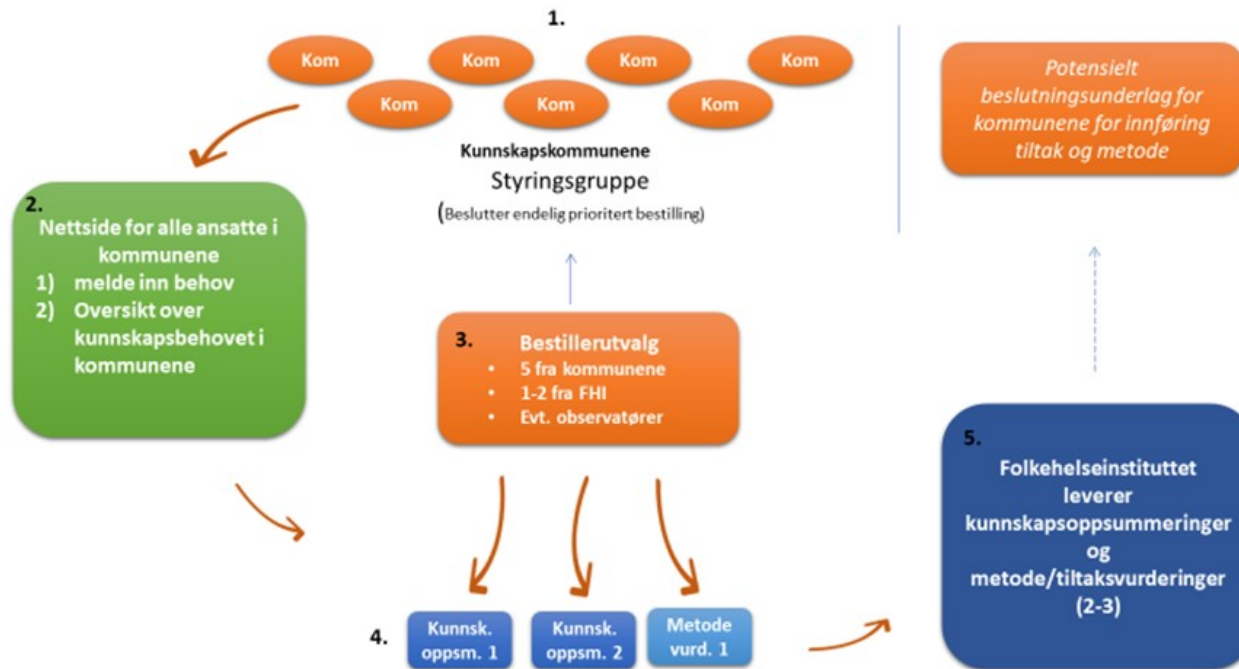 1.
Kom
Kom
Kom
Kom
Kom
Kom
Kom
Kunnskapskommunene
Styringsgruppe
(Beslutter endelig prioritert bestilling)
Potensielt
beslutningsunderlag for
kommunene for innføring
tiltak og metode
2.
Nettside for alle ansatte i
kommunene
1) melde inn behov
2) Oversikt over
kunnskapsbehovet i
kommunene
3. Bestillerutvalg
• 5 fra kommunene
• 1-2 fra FHI
• Evt. observatører
4.
Kunnsk.
oppsm. 1
Kunnsk.
oppsm. 2
Metode
vurd. 1
5.
Folkehelseinstituttet
leverer
kunnskapsoppsummeringer
og
metode/tiltaksvurderinger
(2-3)